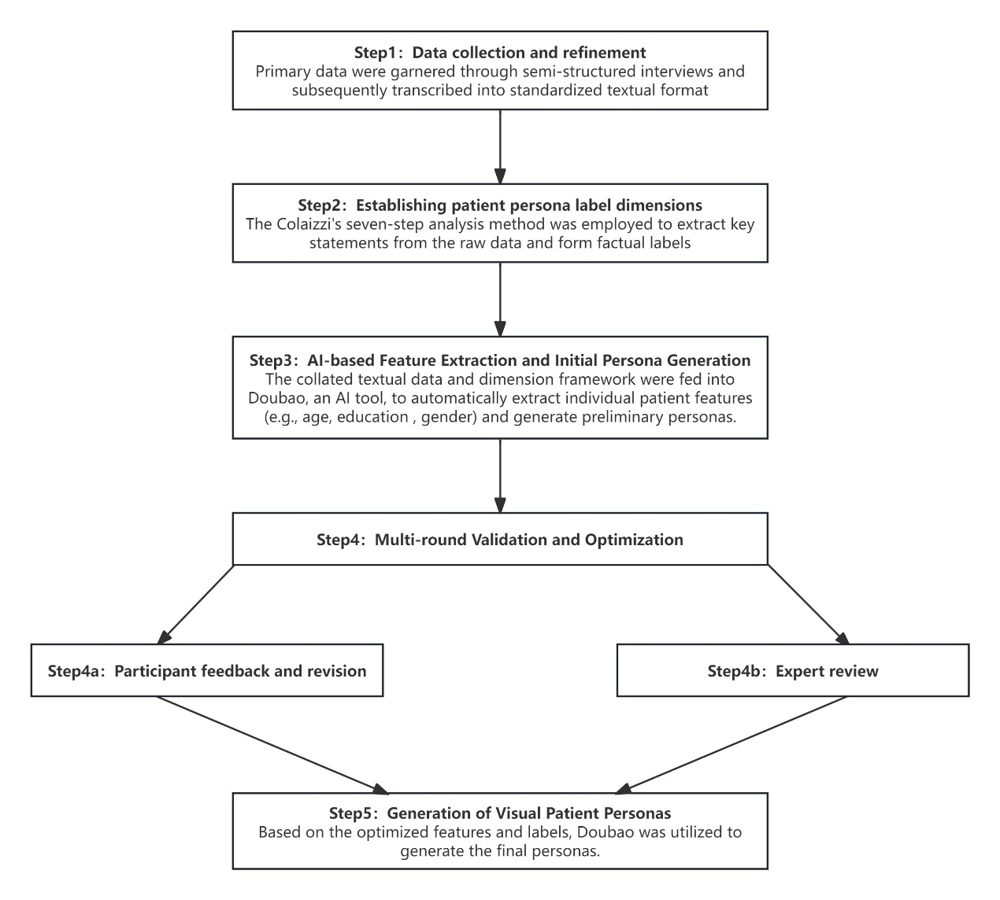 Step1：Data collection and refinement
Primary data were garnered through semi-structured interviews and
subsequently transcribed into standardized textual format
Step2：Establishing patient persona label dimensions
The Colaizzi's seven-step analysis method was employed to extract key
statements from the raw data and form factual labels
Step3：AI-based Feature Extraction and Initial Persona Generation
The collated textual data and dimension framework were fed into
Doubao, an AI tool, to automatically extract individual patient features
(e.g., age, education , gender) and generate preliminary personas.
Step4：Multi-round Validation and Optimization
Step4a：Participant feedback and revision
Step4b：Expert review
Step5：Generation of Visual Patient Personas
Based on the optimized features and labels, Doubao was utilized to
generate the final personas.